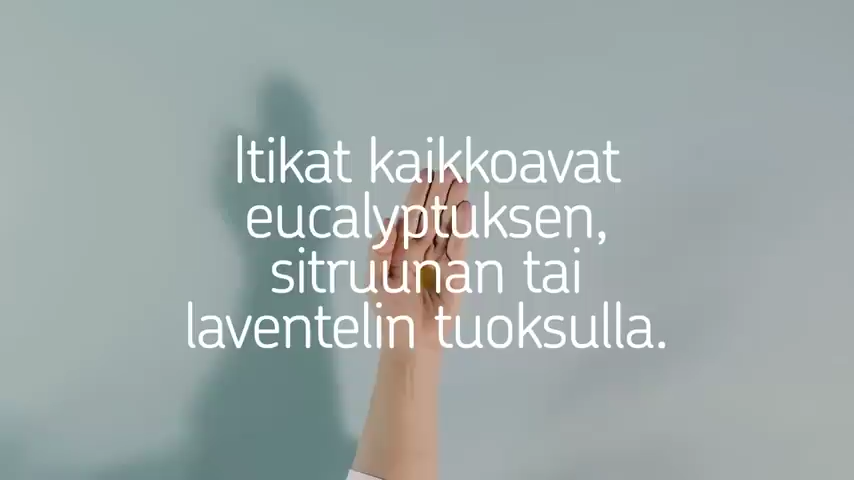 Itikat kaikkoavat
eucalyptuksen,
sitruunan tai
laventelin tuoksulla.